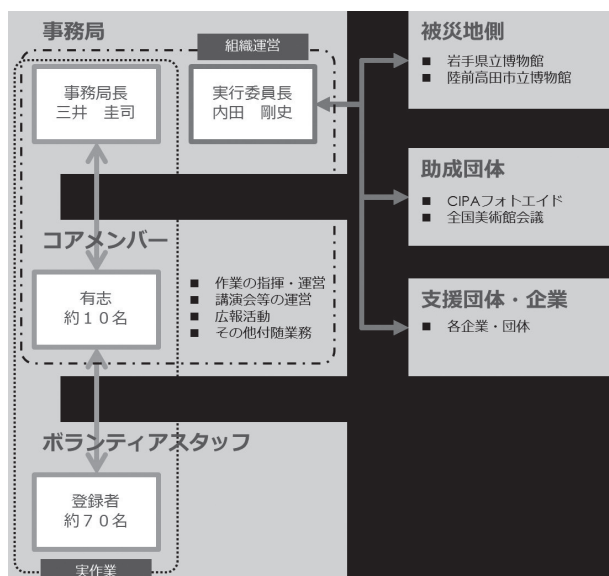 事務局
組織運営
事務局長
三井 圭司
実行委員長
内田 剛史
コアメンバー
有志
約10名
■ 作業の指揮・運営
■ 講演会等の運営
■ 広報活動
■ その他付随業務
ボランティアスタッフ
登録者
約70名
実作業
被災地側
■ 岩手県立博物館
■ 陸前高田市立博物館
助成団体
■ CIPAフォトエイド
■ 全国美術館会議
支援団体・企業
■ 各企業・団体